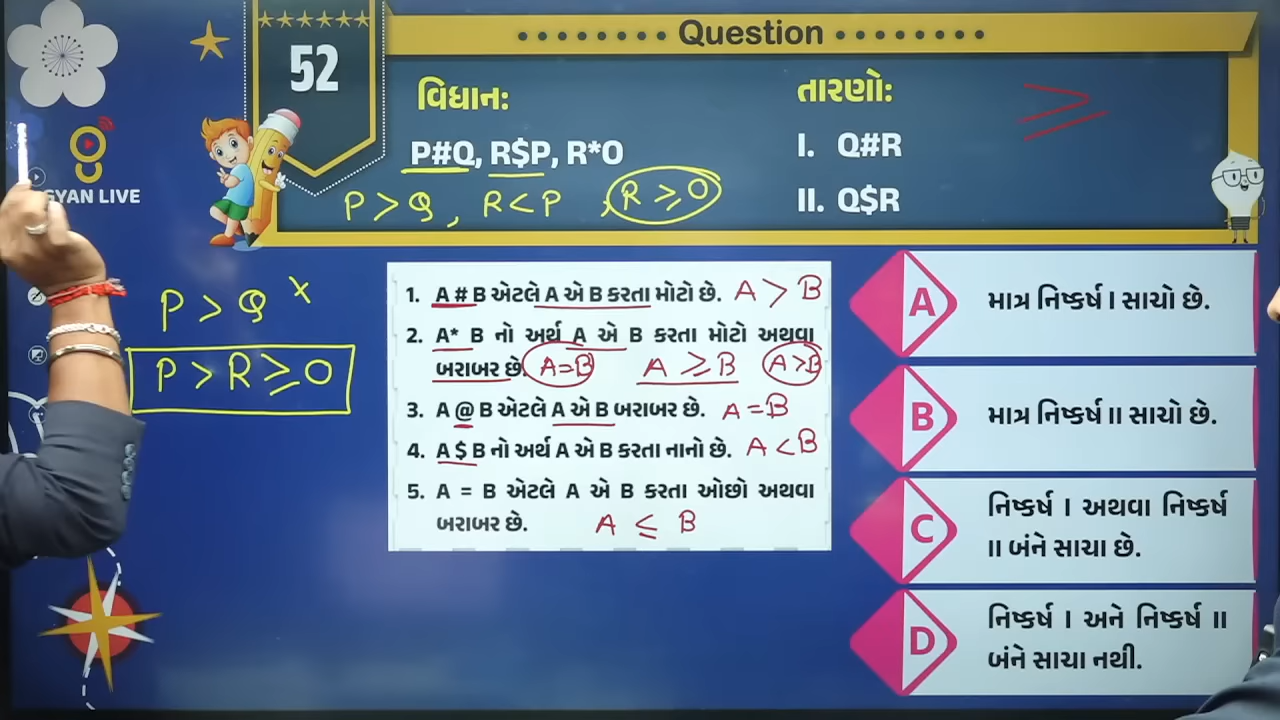 Question
52
GYAN LIVE
વિધાન:
P#Q, R$P, R*O
P > Q, R < P, R ≥ O
તારણો:
I. Q#R
II. Q$R
>
P > Q ×
P > R ≥ O
1. A # B એટલે A એ B કરતા મોટો છે. A > B
2. A* B નો અર્થ A એ B કરતા મોટો અથવા
બરાબર છે. A=B A ≥ B A>B
3. A @ B એટલે A એ B બરાબર છે. A = B
4. A $ B નો અર્થ A એ B કરતા નાનો છે. A < B
5. A = B એટલે A એ B કરતા ઓછો અથવા
બરાબર છે. A ≤ B
A માત્ર નિષ્કર્ષ I સાચો છે.
B માત્ર નિષ્કર્ષ II સાચો છે.
C નિષ્કર્ષ I અથવા નિષ્કર્ષ
II બંને સાચા છે.
D નિષ્કર્ષ I અને નિષ્કર્ષ II
બંને સાચા નથી.